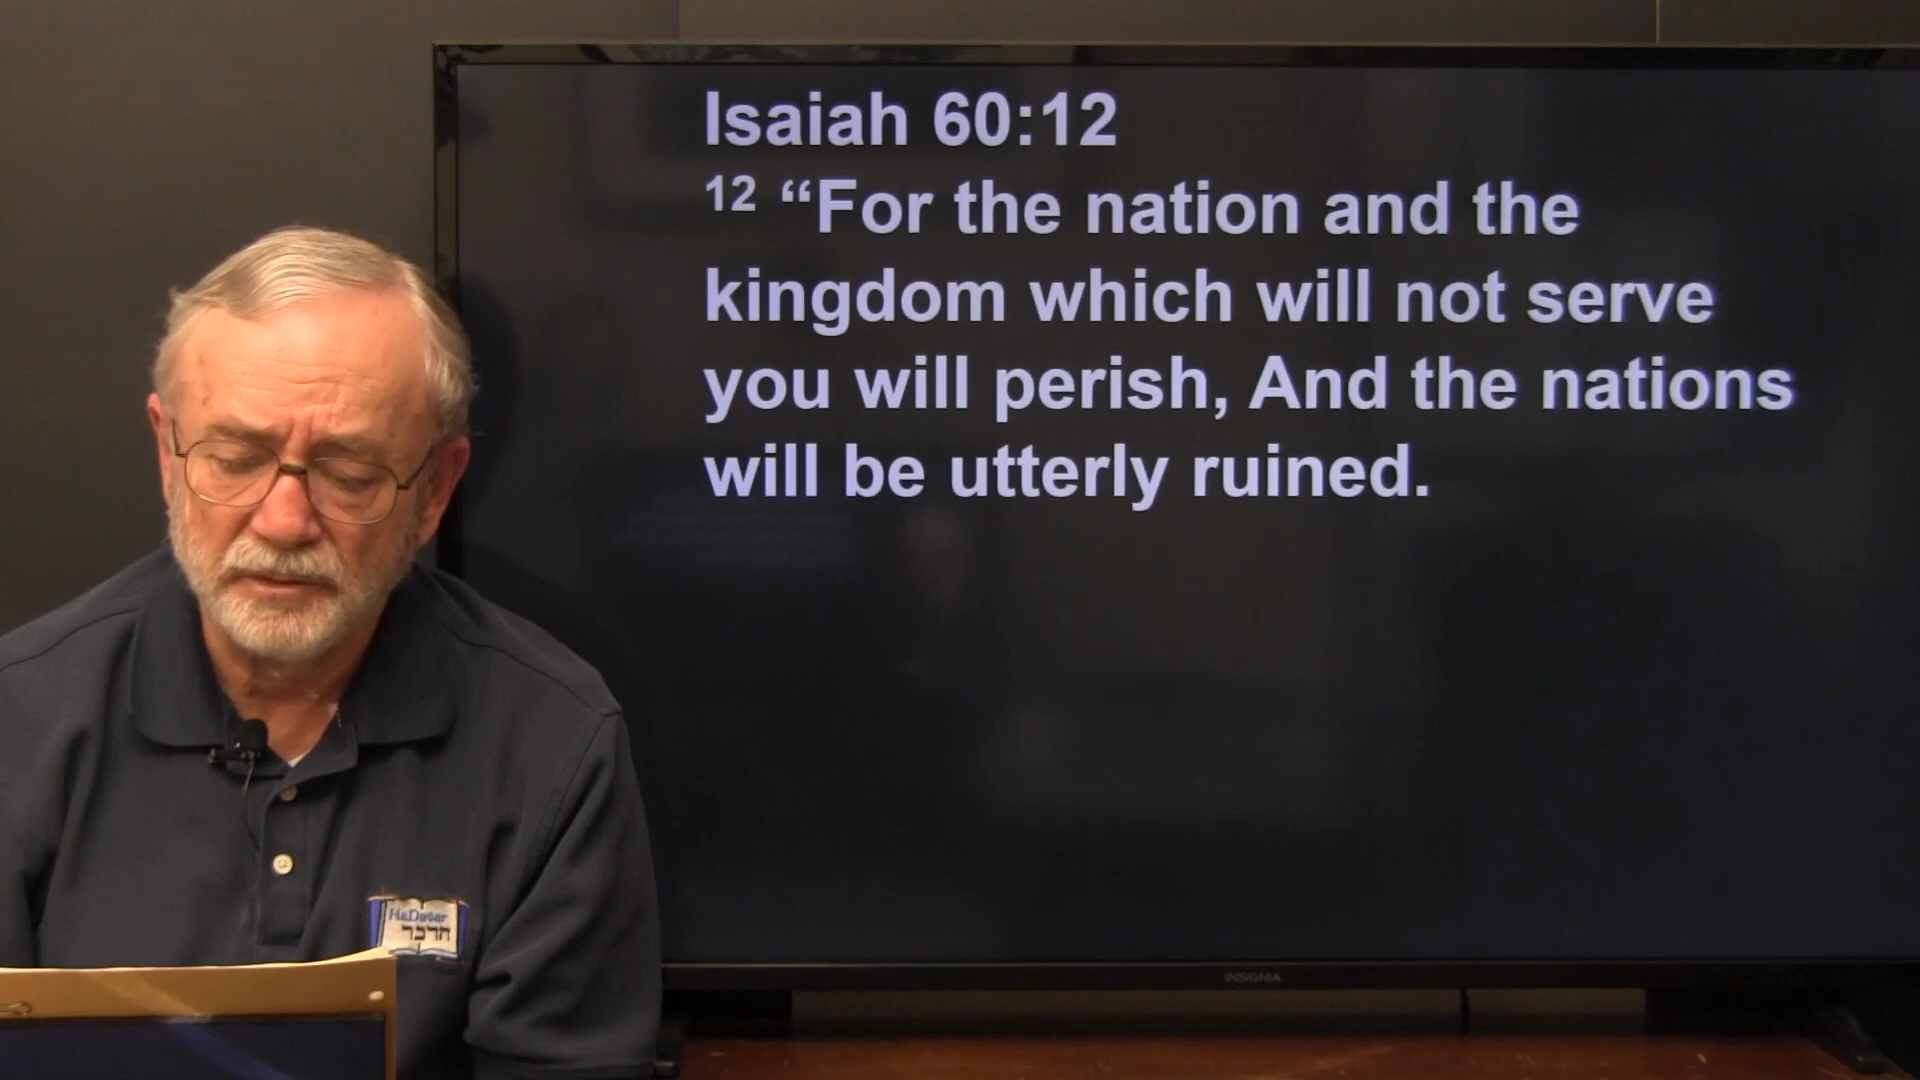 Isaiah 60:12
12 “For the nation and the
kingdom which will not serve
you will perish, And the nations
will be utterly ruined.
HaDavar
הדבר
INSIGNIA